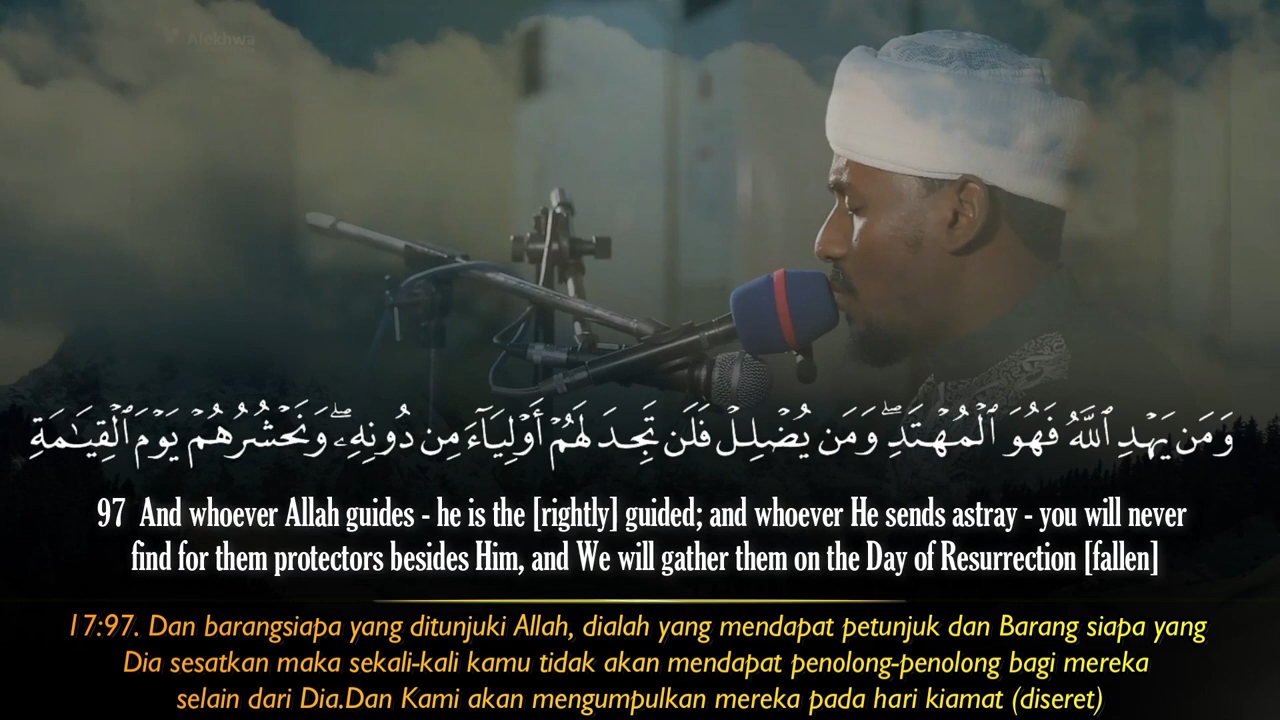 Alekhwa
وَمَن يَهْدِ ٱللَّهُ فَهُوَ ٱلْمُهْتَدِ ۖ وَمَن يُضْلِلْ فَلَن تَجِدَ لَهُمْ أَوْلِيَآءَ مِن دُونِهِۦ ۖ وَنَحْشُرُهُمْ يَوْمَ ٱلْقِيَـٰمَةِ
97 And whoever Allah guides - he is the [rightly] guided; and whoever He sends astray - you will never
find for them protectors besides Him, and We will gather them on the Day of Resurrection [fallen]
17:97. Dan barangsiapa yang ditunjuki Allah, dialah yang mendapat petunjuk dan Barang siapa yang
Dia sesatkan maka sekali-kali kamu tidak akan mendapat penolong-penolong bagi mereka
selain dari Dia.Dan Kami akan mengumpulkan mereka pada hari kiamat (diseret)